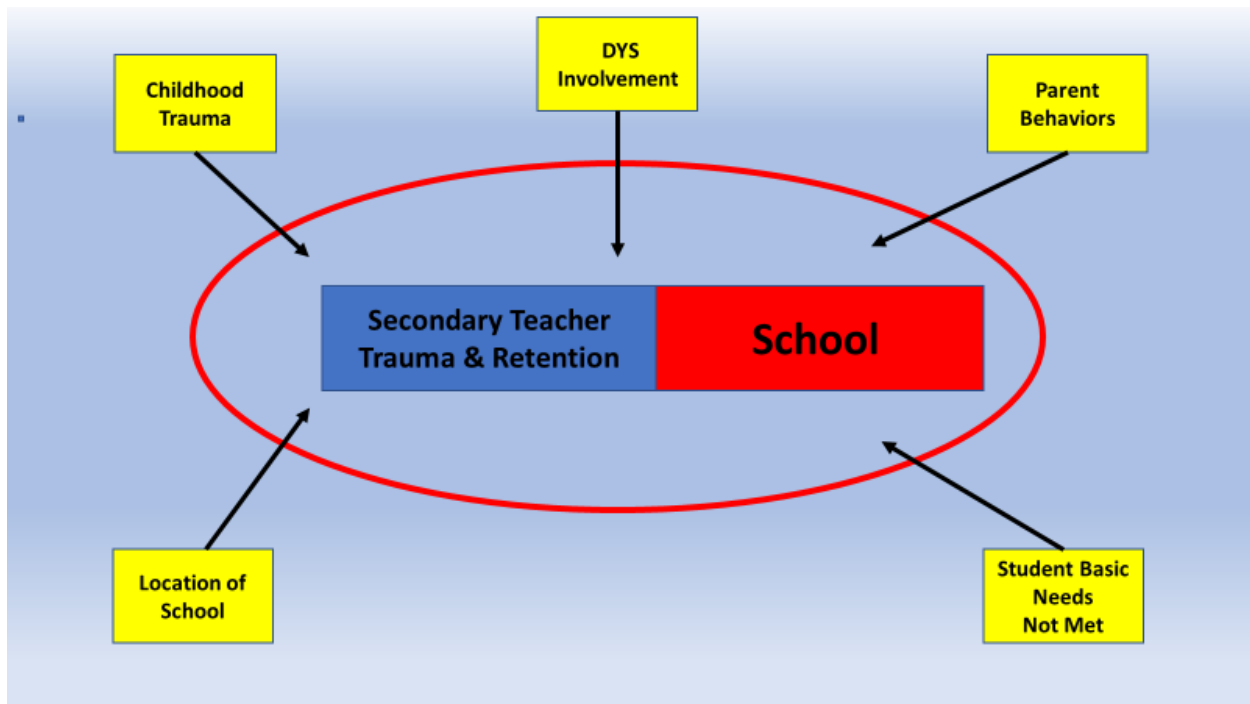 Childhood
Trauma
DYS
Involvement
Parent
Behaviors
Secondary Teacher
Trauma & Retention
School
Location of
School
Student Basic
Needs
Not Met